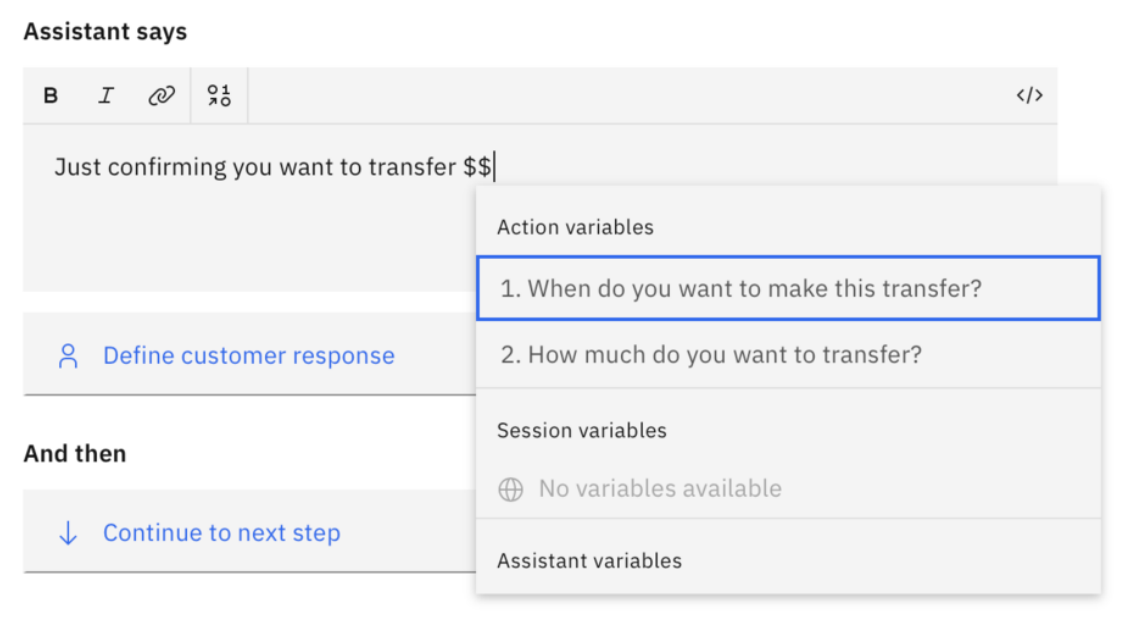 Assistant says
B I </>
Just confirming you want to transfer $$
Action variables
1. When do you want to make this transfer?
2. How much do you want to transfer?
Define customer response
Session variables
And then
No variables available
Continue to next step
Assistant variables